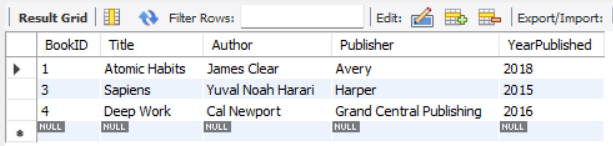 Result Grid Filter Rows: Edit: Export/Import:
BookID Title Author Publisher YearPublished
1 Atomic Habits James Clear Avery 2018
3 Sapiens Yuval Noah Harari Harper 2015
4 Deep Work Cal Newport Grand Central Publishing 2016
NULL NULL NULL NULL NULL